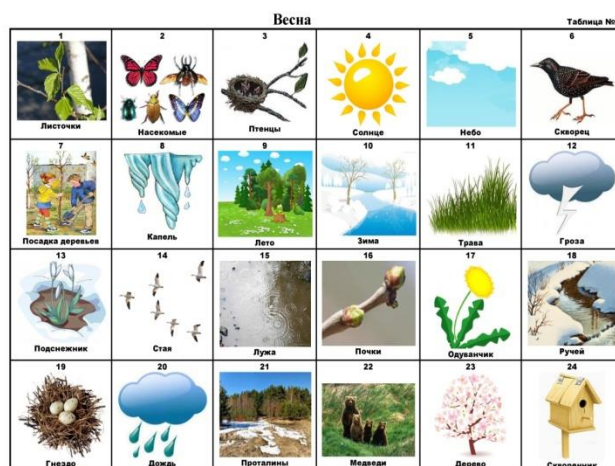 Весна
Таблица №
1 2 3 4 5 6
Листочки Насекомые Птенцы Солнце Небо Скворец
7 8 9 10 11 12
Посадка деревьев Капель Лето Зима Трава Гроза
13 14 15 16 17 18
Подснежник Стая Лужа Почки Одуванчик Ручей
19 20 21 22 23 24
Гнездо Дождь Проталины Медведи Дерево Скворечник